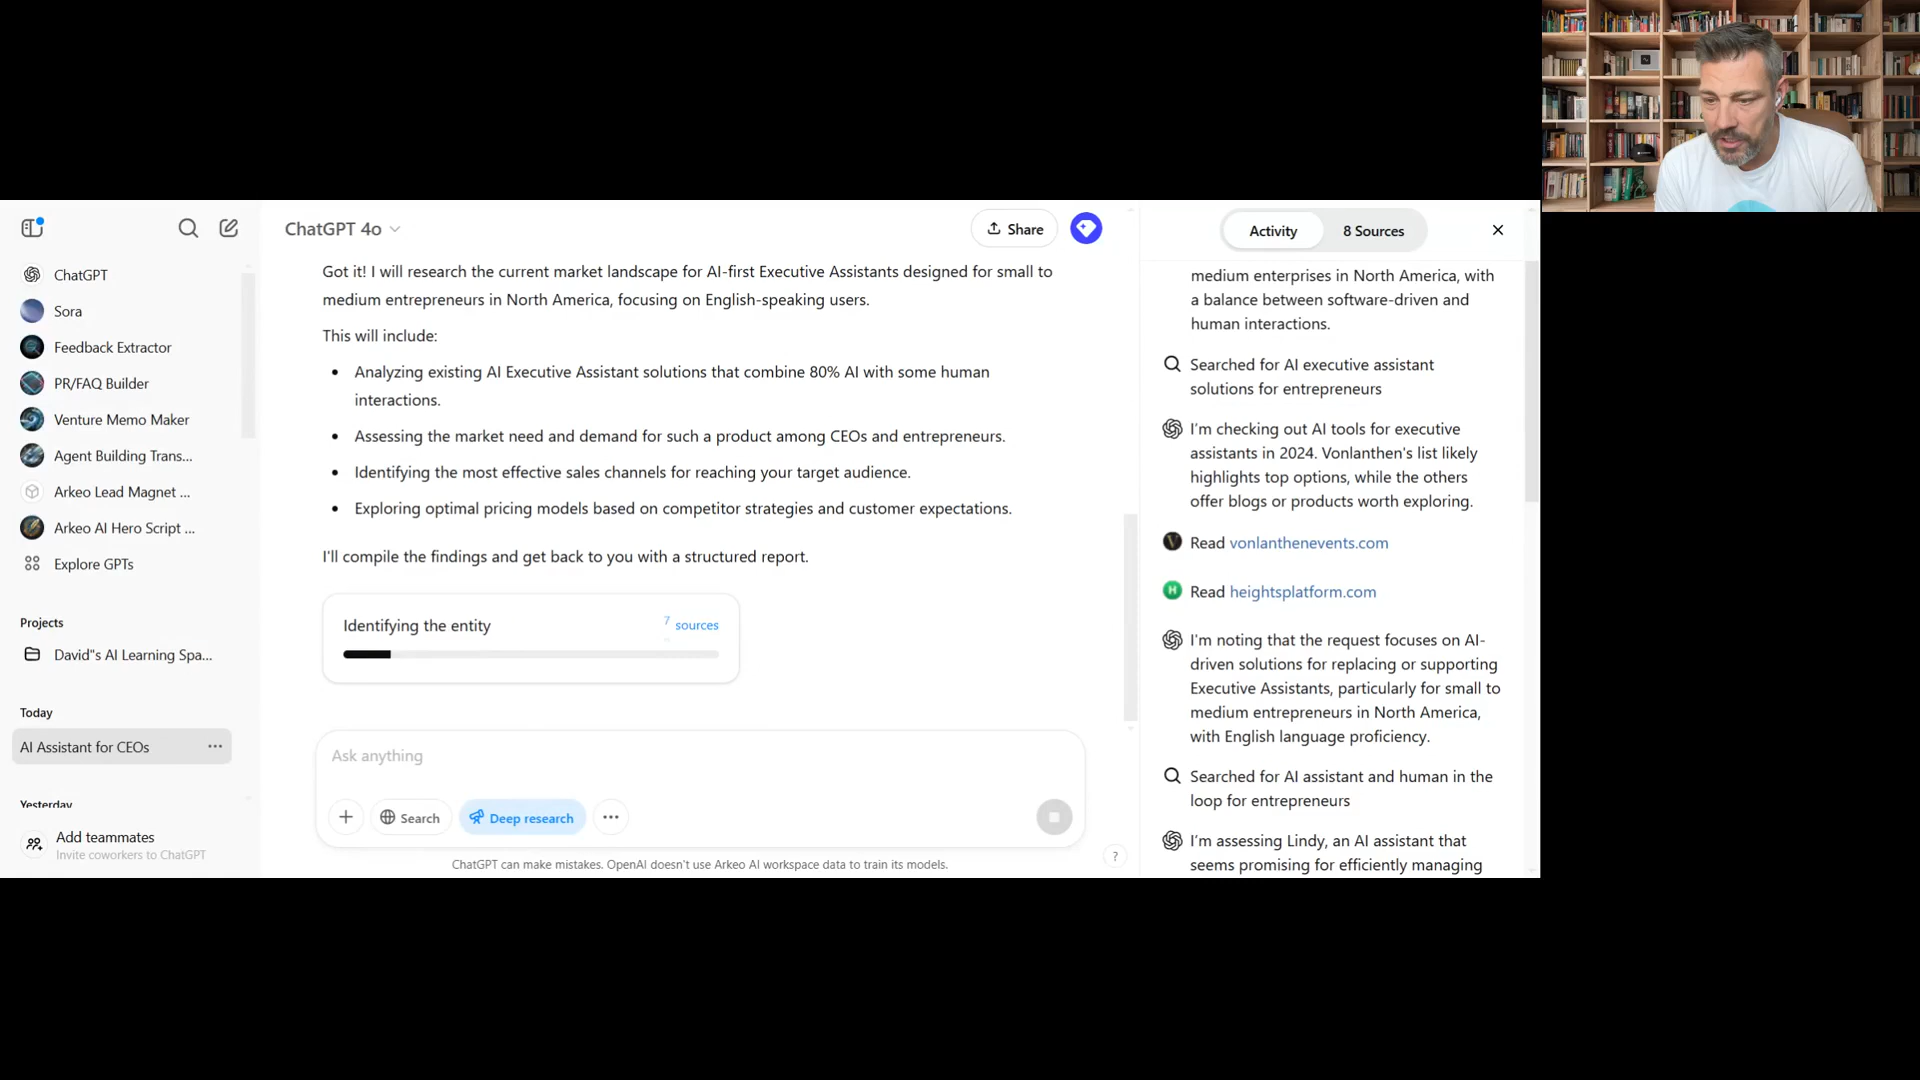 ChatGPT
Sora
Feedback Extractor
PR/FAQ Builder
Venture Memo Maker
Agent Building Trans...
Arkeo Lead Magnet ...
Arkeo AI Hero Script ...
Explore GPTs
Projects
David"s AI Learning Spa...
Today
AI Assistant for CEOs
Yesterday
Add teammates
Invite coworkers to ChatGPT
ChatGPT 4o
Share
Got it! I will research the current market landscape for AI-first Executive Assistants designed for small to
medium entrepreneurs in North America, focusing on English-speaking users.
This will include:
• Analyzing existing AI Executive Assistant solutions that combine 80% AI with some human
interactions.
• Assessing the market need and demand for such a product among CEOs and entrepreneurs.
• Identifying the most effective sales channels for reaching your target audience.
• Exploring optimal pricing models based on competitor strategies and customer expectations.
I'll compile the findings and get back to you with a structured report.
Identifying the entity 7 sources
Ask anything
Search Deep research
ChatGPT can make mistakes. OpenAI doesn't use Arkeo AI workspace data to train its models.
?
Activity 8 Sources
medium enterprises in North America, with
a balance between software-driven and
human interactions.
Searched for AI executive assistant
solutions for entrepreneurs
I'm checking out AI tools for executive
assistants in 2024. Vonlanthen's list likely
highlights top options, while the others
offer blogs or products worth exploring.
Read vonlanthenevents.com
Read heightsplatform.com
I'm noting that the request focuses on AI-
driven solutions for replacing or supporting
Executive Assistants, particularly for small to
medium entrepreneurs in North America,
with English language proficiency.
Searched for AI assistant and human in the
loop for entrepreneurs
I'm assessing Lindy, an AI assistant that
seems promising for efficiently managing